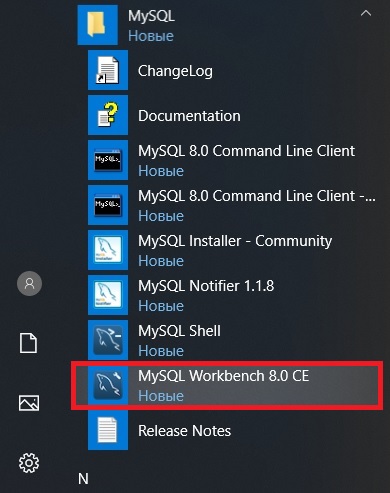 MySQL
Новые
ChangeLog
Documentation
MySQL 8.0 Command Line Client
Новые
MySQL 8.0 Command Line Client -...
Новые
MySQL Installer - Community
Новые
MySQL Notifier 1.1.8
Новые
MySQL Shell
Новые
MySQL Workbench 8.0 CE
Новые
Release Notes
N